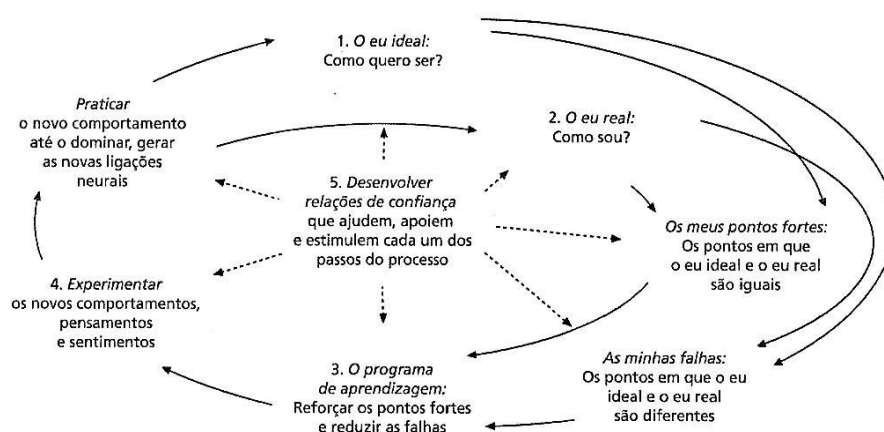 1. O eu ideal:
Como quero ser?
2. O eu real:
Como sou?
Os meus pontos fortes:
Os pontos em que
o eu ideal e o eu real
são iguais
As minhas falhas:
Os pontos em que o eu
ideal e o eu real
são diferentes
3. O programa
de aprendizagem:
Reforçar os pontos fortes
e reduzir as falhas
4. Experimentar
os novos comportamentos,
pensamentos
e sentimentos
Praticar
o novo comportamento
até o dominar, gerar
as novas ligações
neurais
5. Desenvolver
relações de confiança
que ajudem, apoiem
e estimulem cada um dos
passos do processo